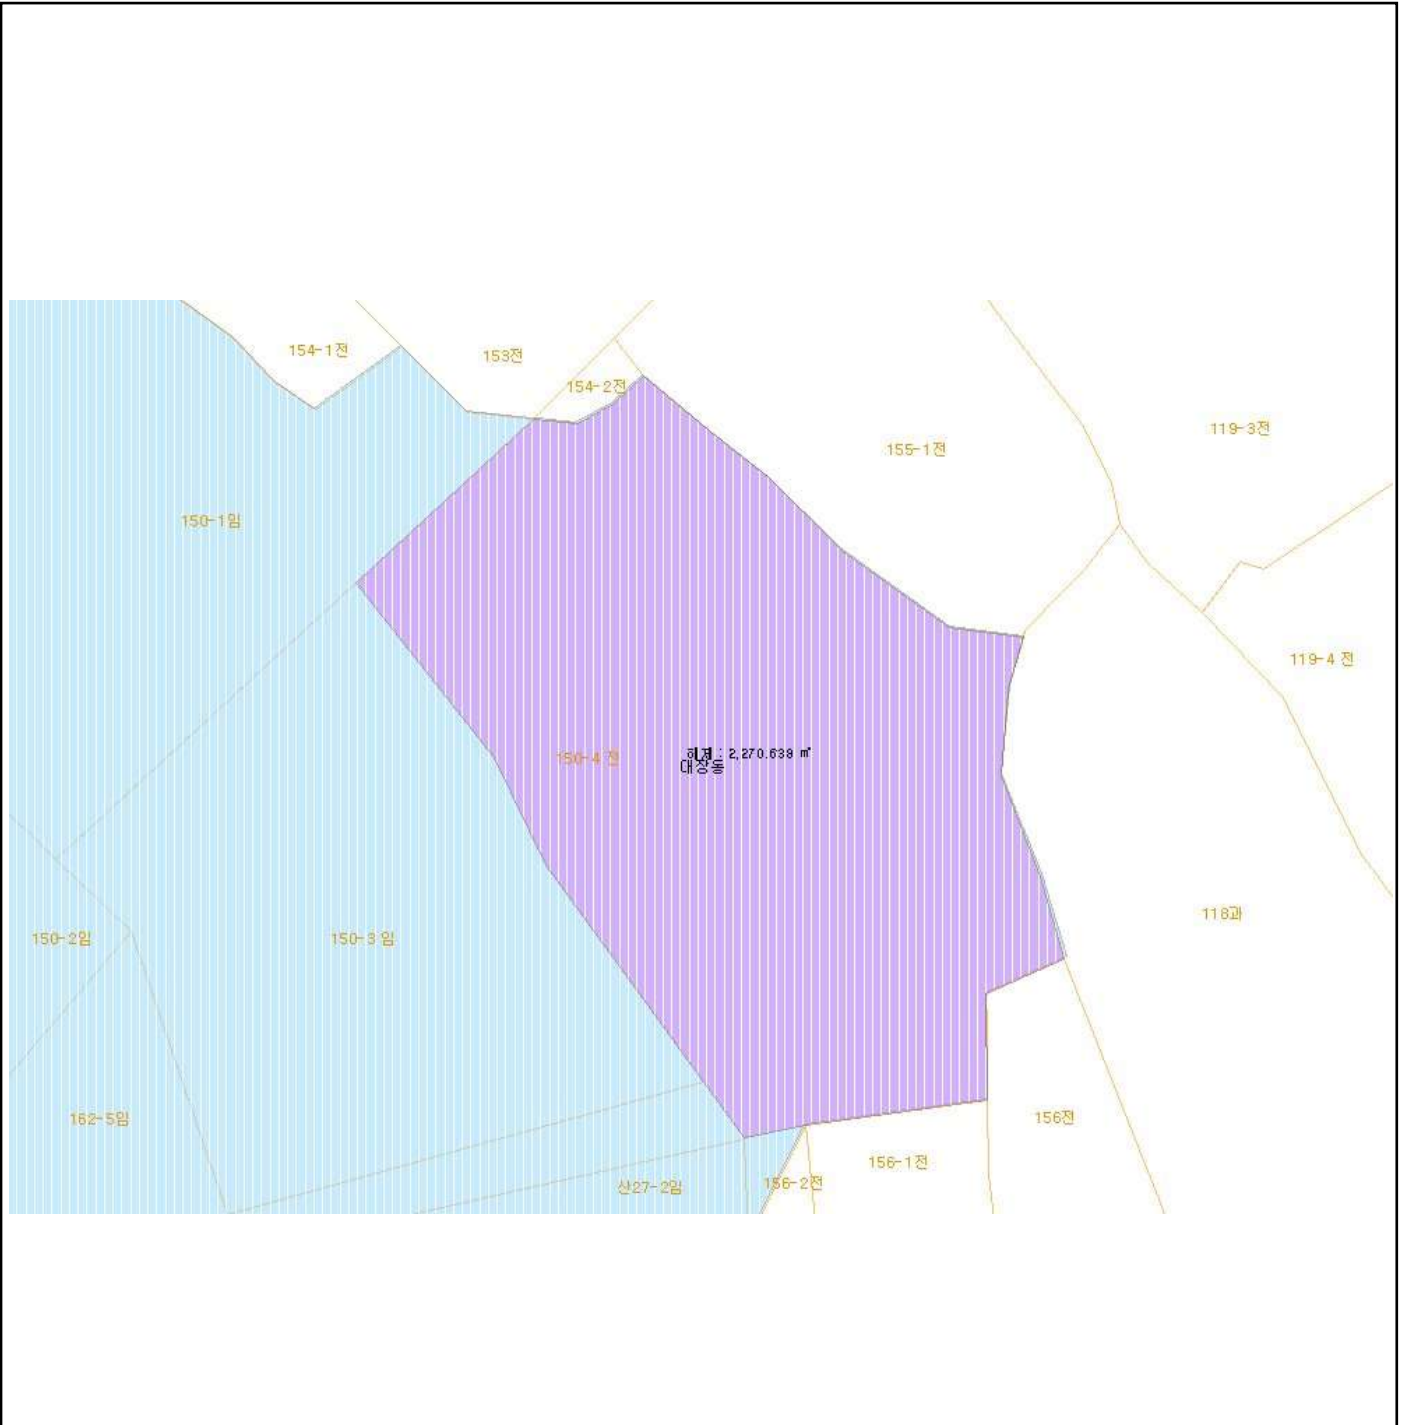 154-1전
153전
154-2전
119-3전
155-1전
150-1임
119-4 전
해제 : 2,270.639 ㎡
150-4 전
대장동
118과
150-2임
150-3 임
162-5임
156전
156-1전
156-2전
산27-2임